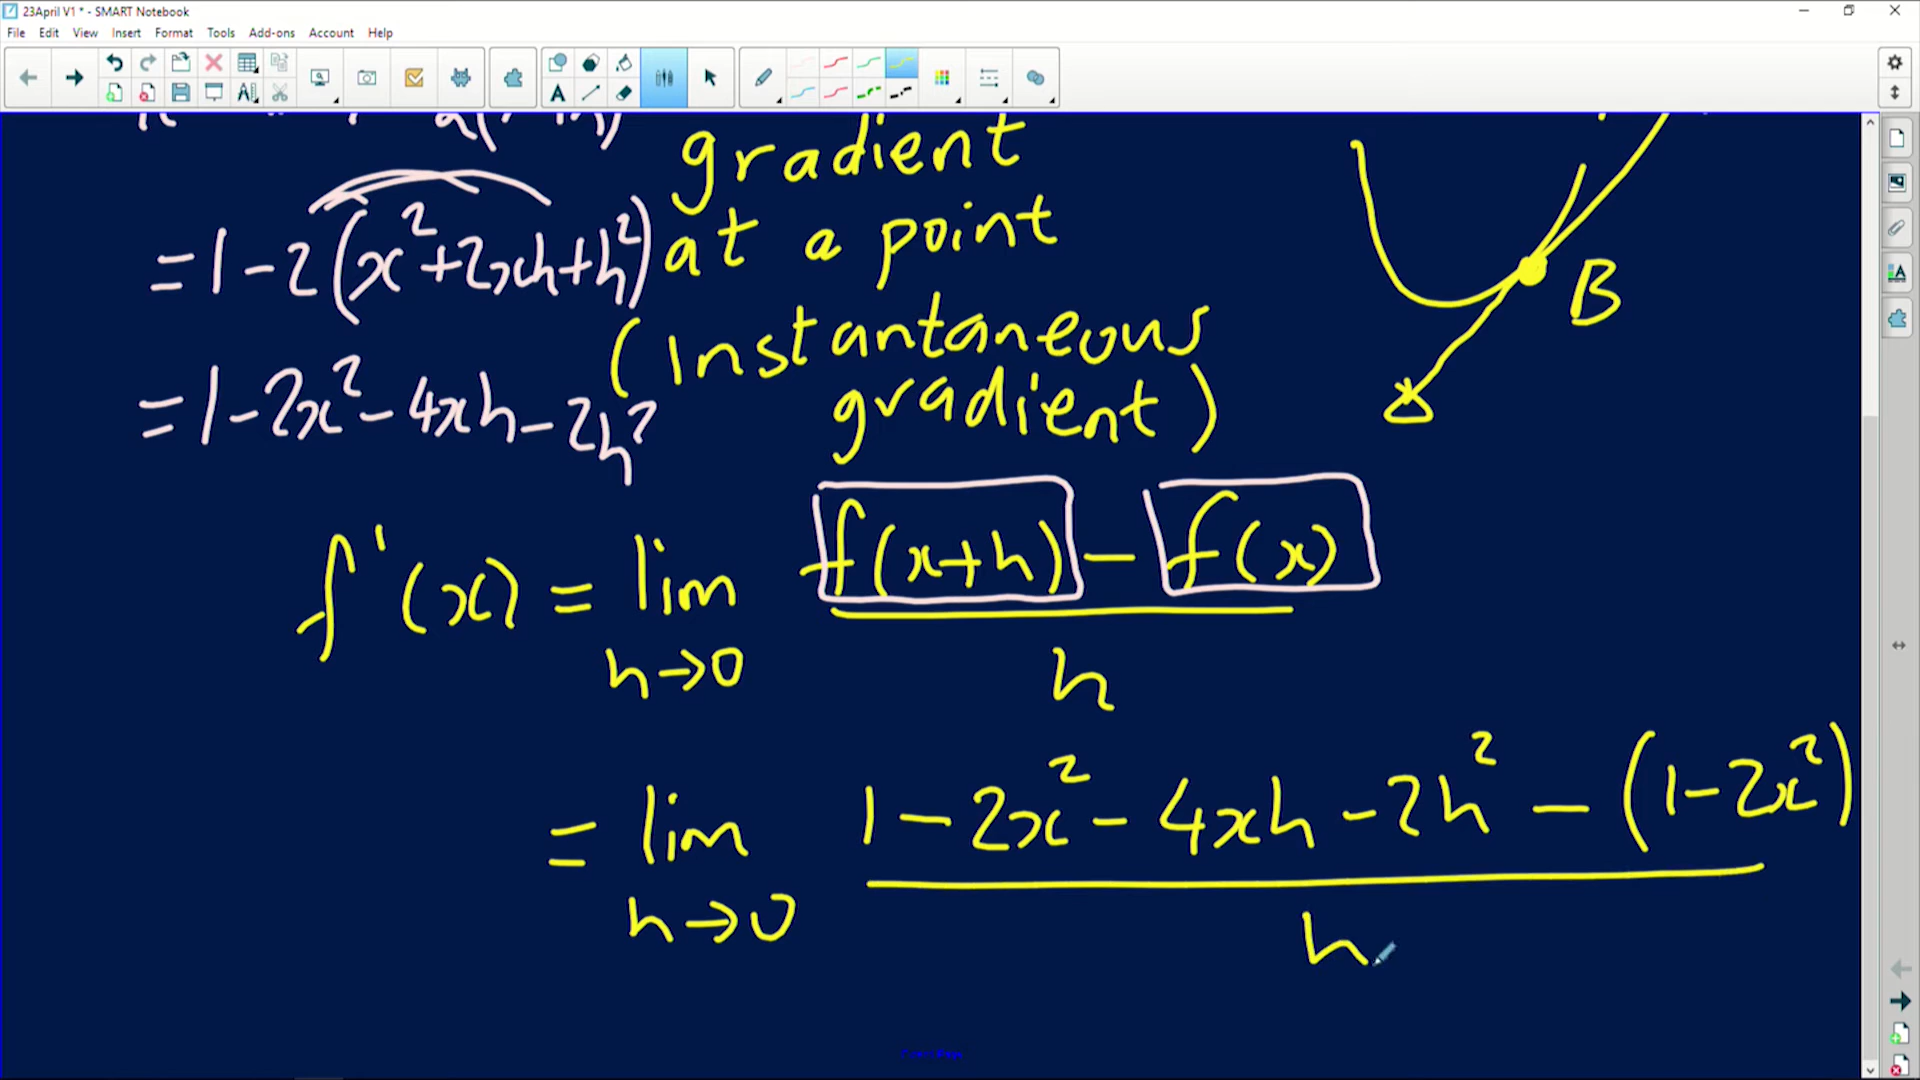 23April V1 * - SMART Notebook
File Edit View Insert Format Tools Add-ons Account Help
gradient
= 1 - 2(x² + 2xh + h²)
at a point
(Instantaneous
= 1 - 2x² - 4xh - 2h²
gradient)
B
f'(x) = lim h→0 f(x+h) - f(x)
h
= lim h→0 1 - 2x² - 4xh - 2h² - (1 - 2x²)
h